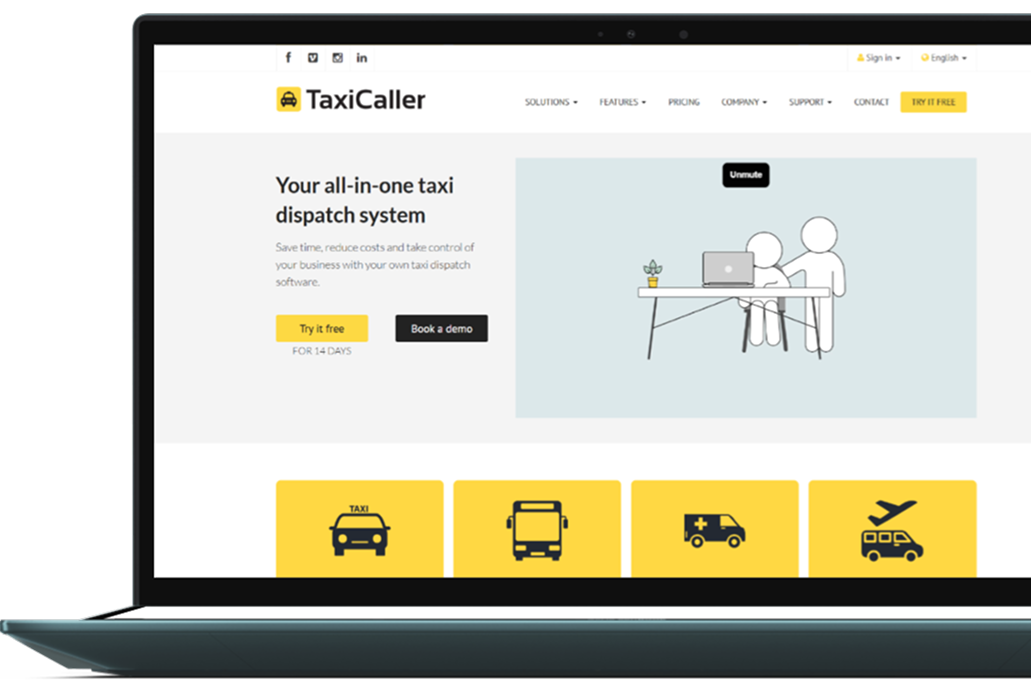 f in
Sign in English
TaxiCaller
SOLUTIONS FEATURES PRICING COMPANY SUPPORT CONTACT TRY IT FREE
Unmute
Your all-in-one taxi
dispatch system
Save time, reduce costs and take control of
your business with your own taxi dispatch
software.
Try it free Book a demo
FOR 14 DAYS
TAXI